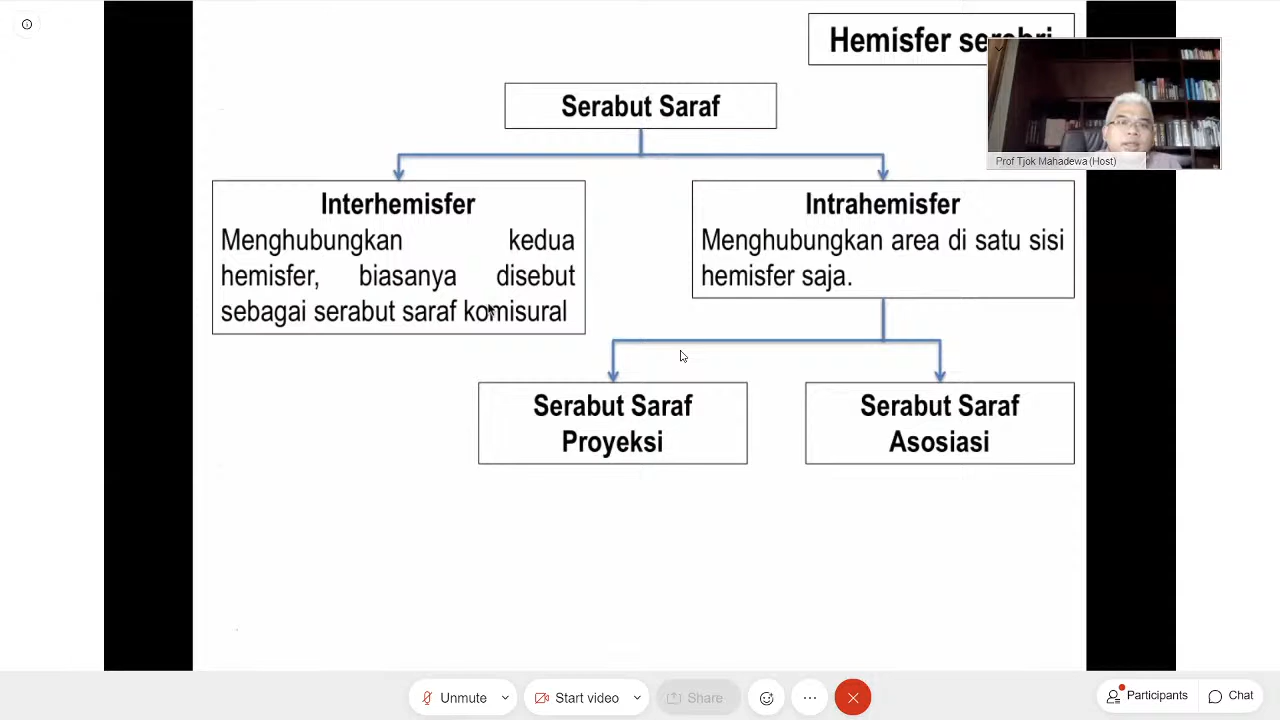 Hemisfer serebri
Serabut Saraf
Prof Tjok Mahadewa (Host)
Interhemisfer
Menghubungkan kedua
hemisfer, biasanya disebut
sebagai serabut saraf komisural
Intrahemisfer
Menghubungkan area di satu sisi
hemisfer saja.
Serabut Saraf
Proyeksi
Serabut Saraf
Asosiasi
Unmute
Start video
Share
Participants
Chat